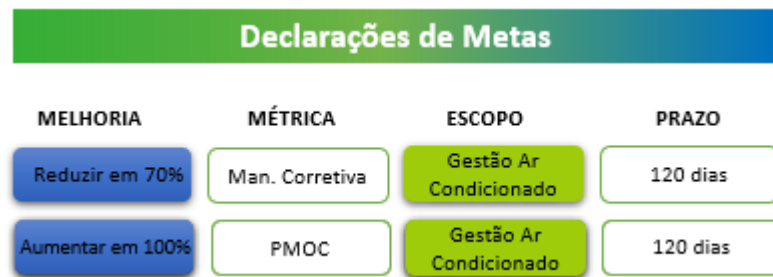 Declarações de Metas
MELHORIA MÉTRICA ESCOPO PRAZO
Reduzir em 70% Man. Corretiva Gestão Ar Condicionado 120 dias
Aumentar em 100% PMOC Gestão Ar Condicionado 120 dias